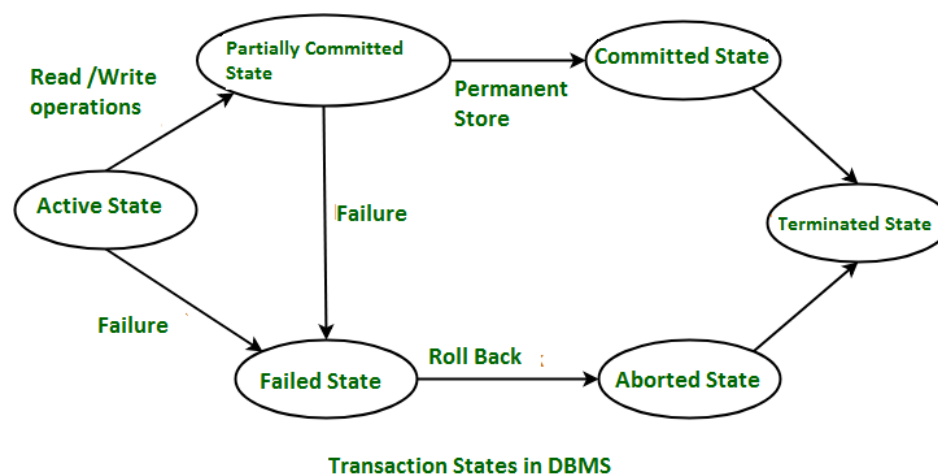 Partially Committed
State
Committed State
Read /Write
operations
Permanent
Store
Active State
Failure
Terminated State
Failure
Roll Back
Failed State
Aborted State
Transaction States in DBMS